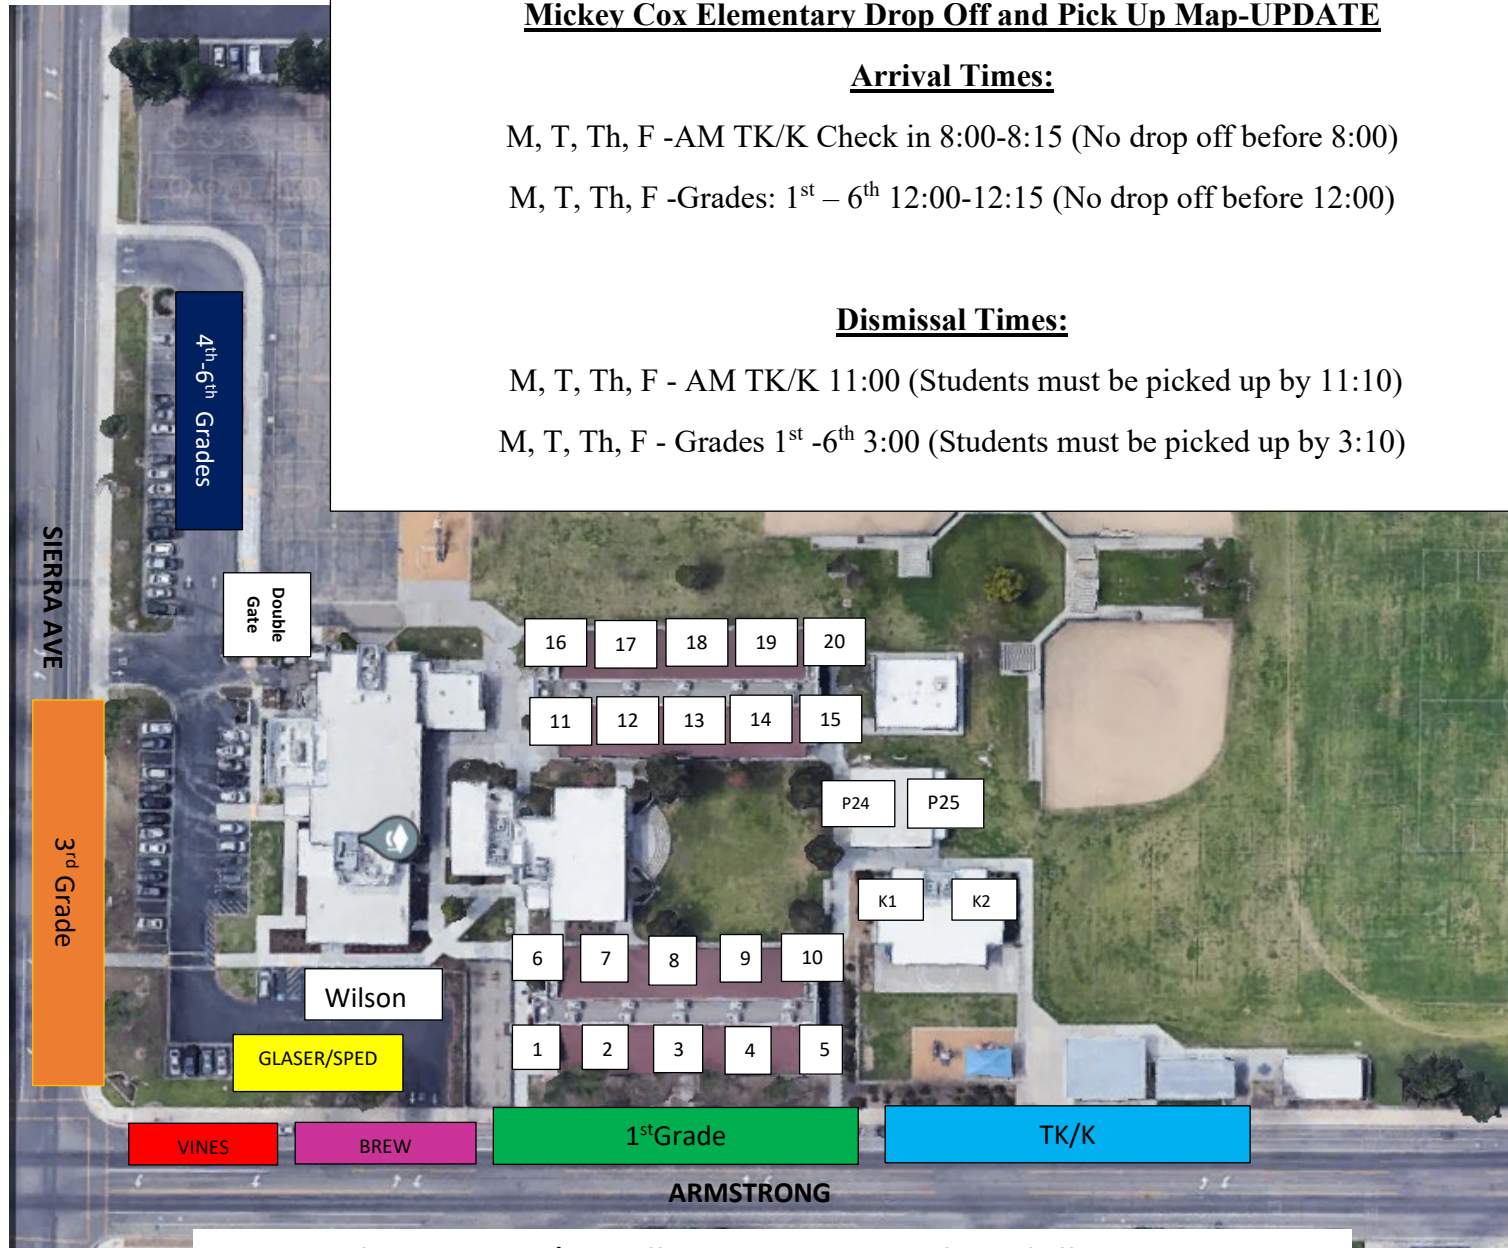 Mickey Cox Elementary Drop Off and Pick Up Map-UPDATE
Arrival Times:
M, T, Th, F -AM TK/K Check in 8:00-8:15 (No drop off before 8:00)
M, T, Th, F -Grades: 1st – 6th 12:00-12:15 (No drop off before 12:00)
Dismissal Times:
M, T, Th, F - AM TK/K 11:00 (Students must be picked up by 11:10)
M, T, Th, F - Grades 1st -6th 3:00 (Students must be picked up by 3:10)
4th-6th Grades
SIERRA AVE
Double
Gate
16 17 18 19 20
11 12 13 14 15
P24 P25
3rd Grade
K1 K2
6 7 8 9 10
Wilson
1 2 3 4 5
GLASER/SPED
VINES BREW 1stGrade TK/K
ARMSTRONG